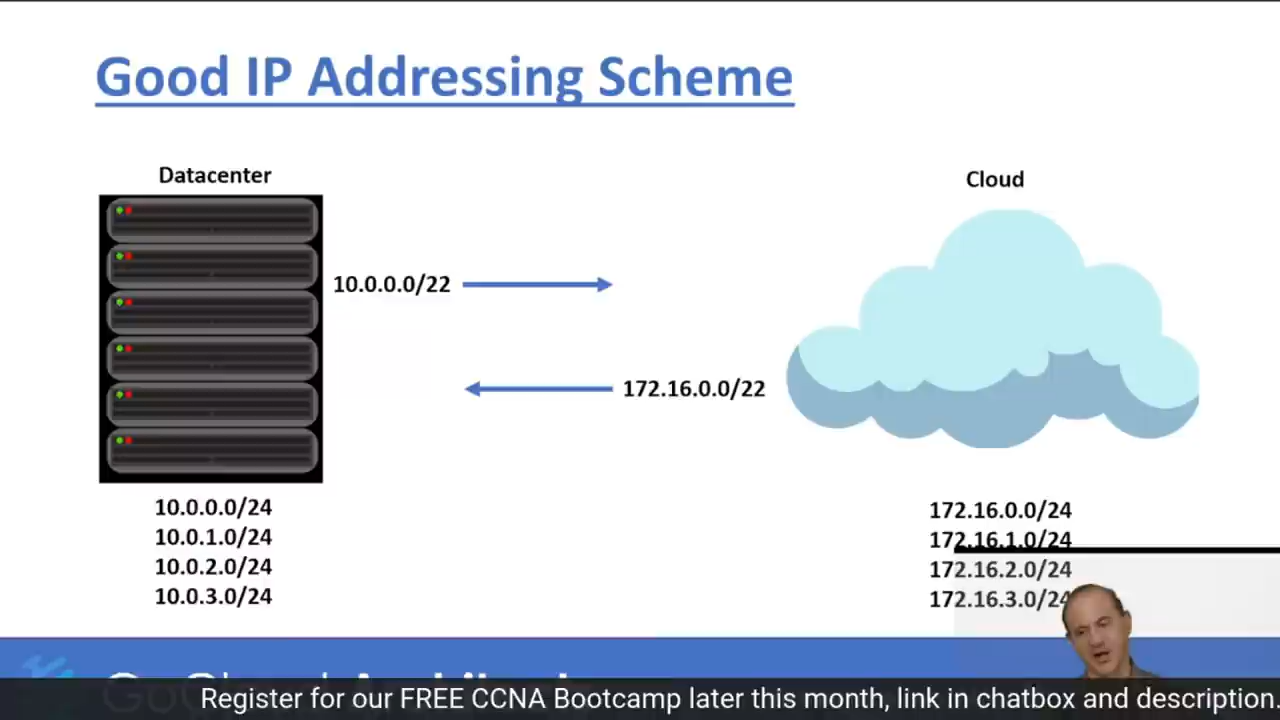 Good IP Addressing Scheme
Datacenter
Cloud
10.0.0.0/22
172.16.0.0/22
10.0.0.0/24
10.0.1.0/24
10.0.2.0/24
10.0.3.0/24
172.16.0.0/24
172.16.1.0/24
172.16.2.0/24
172.16.3.0/24
Register for our FREE CCNA Bootcamp later this month, link in chatbox and description.